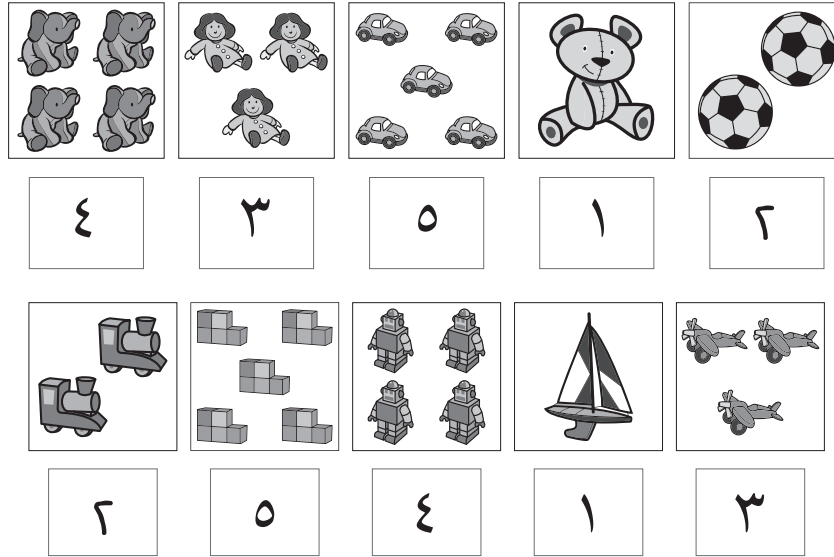 ٢ ١ ٥ ٣ ٤
٣ ١ ٤ ٥ ٢